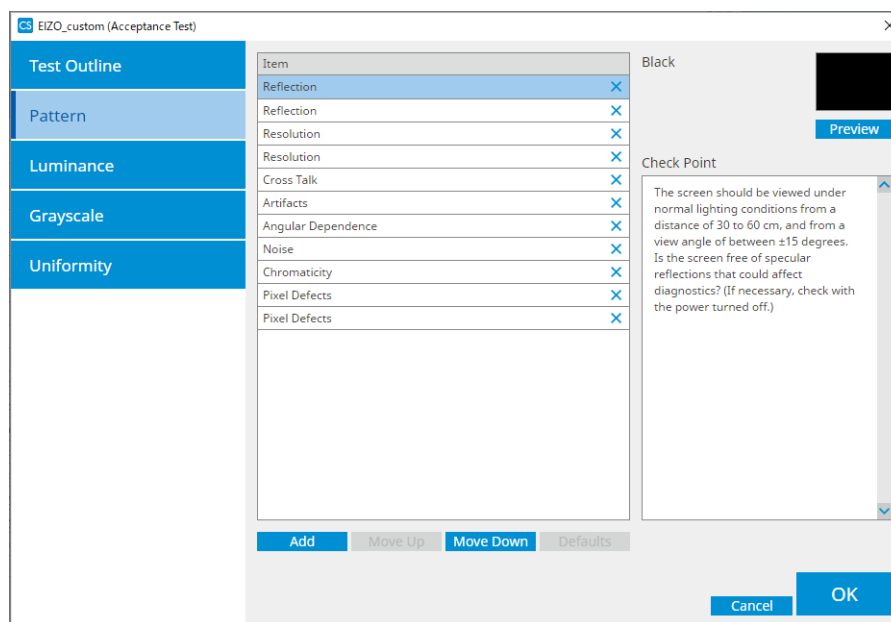 CS EIZO_custom (Acceptance Test)
Test Outline
Pattern
Luminance
Grayscale
Uniformity
Item
Reflection
Reflection
Resolution
Resolution
Cross Talk
Artifacts
Angular Dependence
Noise
Chromaticity
Pixel Defects
Pixel Defects
Add
Move Up
Move Down
Defaults
Black
Preview
Check Point
The screen should be viewed under
normal lighting conditions from a
distance of 30 to 60 cm, and from a
view angle of between ±15 degrees.
Is the screen free of specular
reflections that could affect
diagnostics? (If necessary, check with
the power turned off.)
Cancel
OK